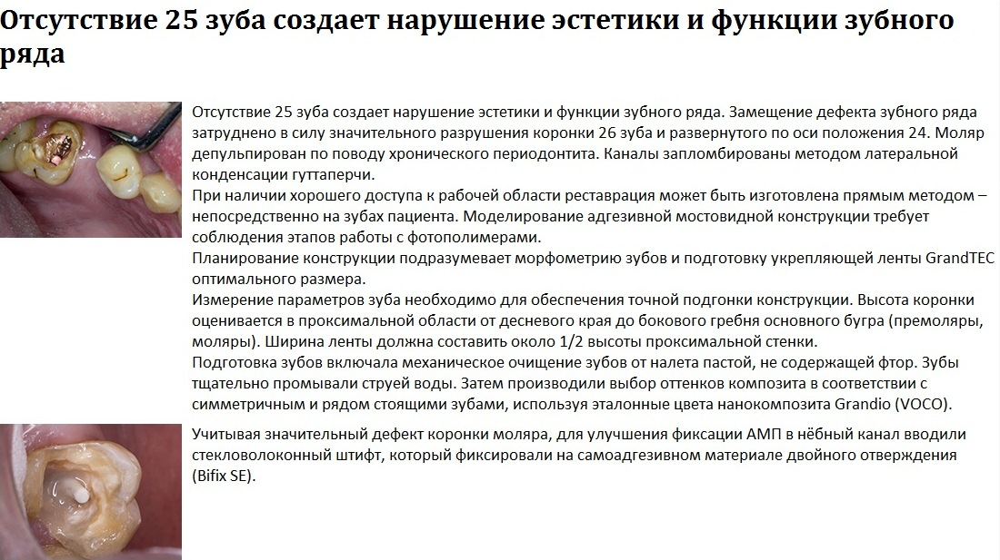 Отсутствие 25 зуба создает нарушение эстетики и функции зубного
ряда
Отсутствие 25 зуба создает нарушение эстетики и функции зубного ряда. Замещение дефекта зубного ряда
затруднено в силу значительного разрушения коронки 26 зуба и развернутого по оси положения 24. Моляр
депульпирован по поводу хронического периодонтита. Каналы запломбированы методом латеральной
конденсации гуттаперчи.
При наличии хорошего доступа к рабочей области реставрация может быть изготовлена прямым методом –
непосредственно на зубах пациента. Моделирование адгезивной мостовидной конструкции требует
соблюдения этапов работы с фотополимерами.
Планирование конструкции подразумевает морфометрию зубов и подготовку укрепляющей ленты GrandTEC
оптимального размера.
Измерение параметров зуба необходимо для обеспечения точной подгонки конструкции. Высота коронки
оценивается в проксимальной области от десневого края до бокового гребня основного бугра (премоляры,
моляры). Ширина ленты должна составить около 1/2 высоты проксимальной стенки.
Подготовка зубов включала механическое очищение зубов от налета пастой, не содержащей фтор. Зубы
тщательно промывали струей воды. Затем производили выбор оттенков композита в соответствии с
симметричным и рядом стоящими зубами, используя эталонные цвета нанокомпозита Grandio (VOCO).
Учитывая значительный дефект коронки моляра, для улучшения фиксации АМП в нёбный канал вводили
стекловолоконный штифт, который фиксировали на самоадгезивном материале двойного отверждения
(Bifix SE).